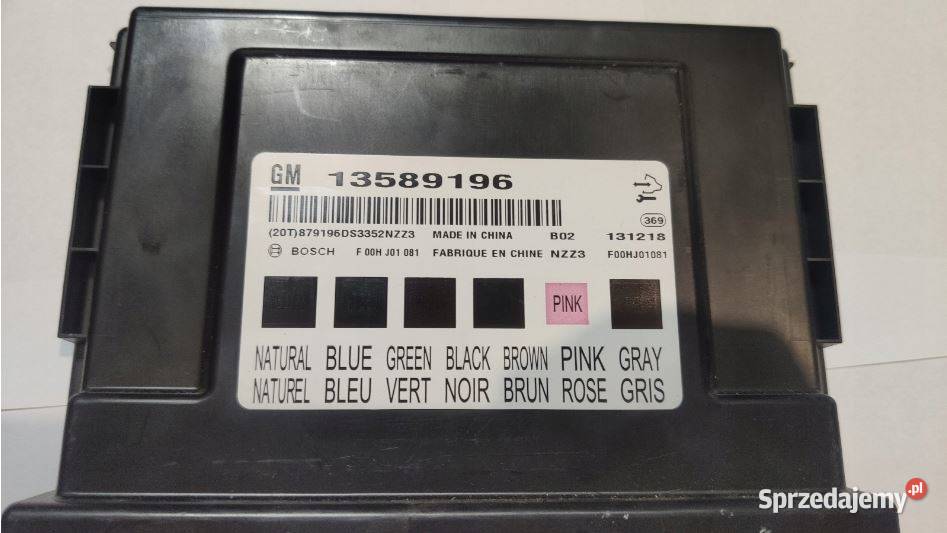 GM 13589196
369
(20T)879196DS3352NZZ3 MADE IN CHINA B02 131218
BOSCH F 00H J01 081 FABRIQUE EN CHINE NZZ3 F00HJ01081
PINK
NATURAL BLUE GREEN BLACK BROWN PINK GRAY
NATUREL BLEU VERT NOIR BRUN ROSE GRIS
Sprzedajemy.pl